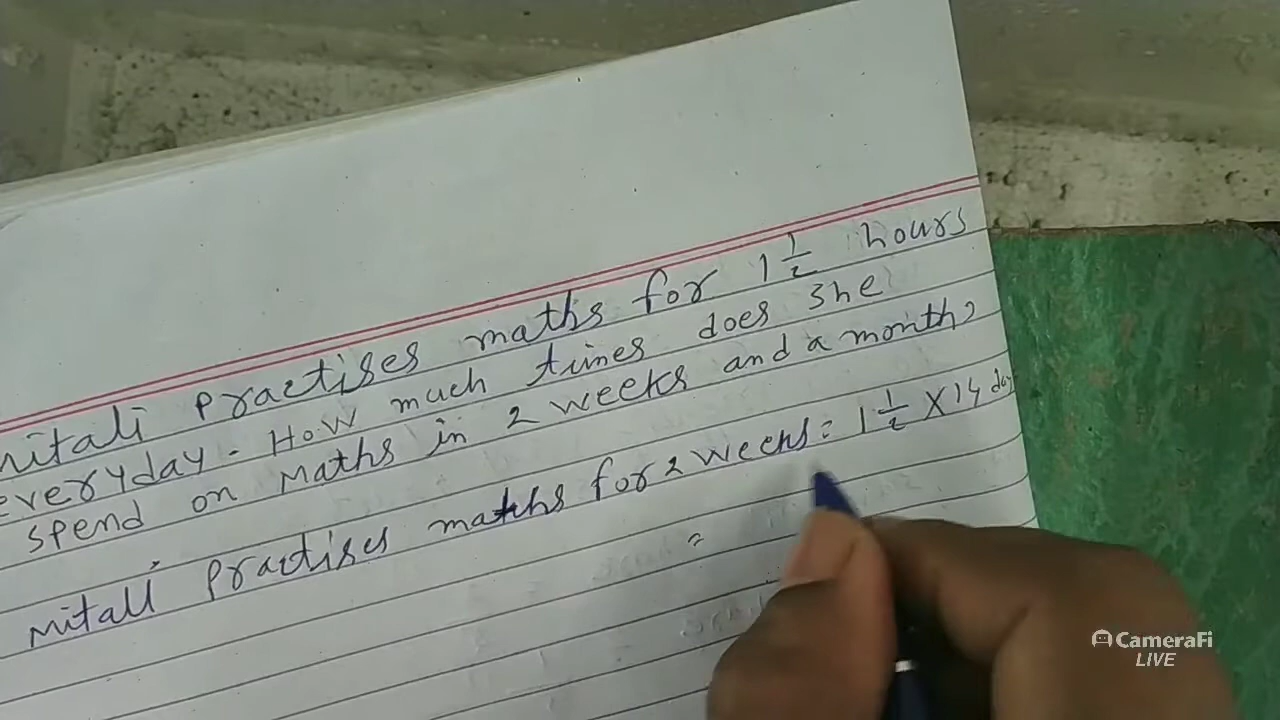 Mitali Practises maths for 1 1/2 hours
everyday. How much times does she
spend on Maths in 2 weeks and a month?
Mitali Practises maths for 2 weeks = 1 1/2 X 14 day
=
CameraFi
LIVE